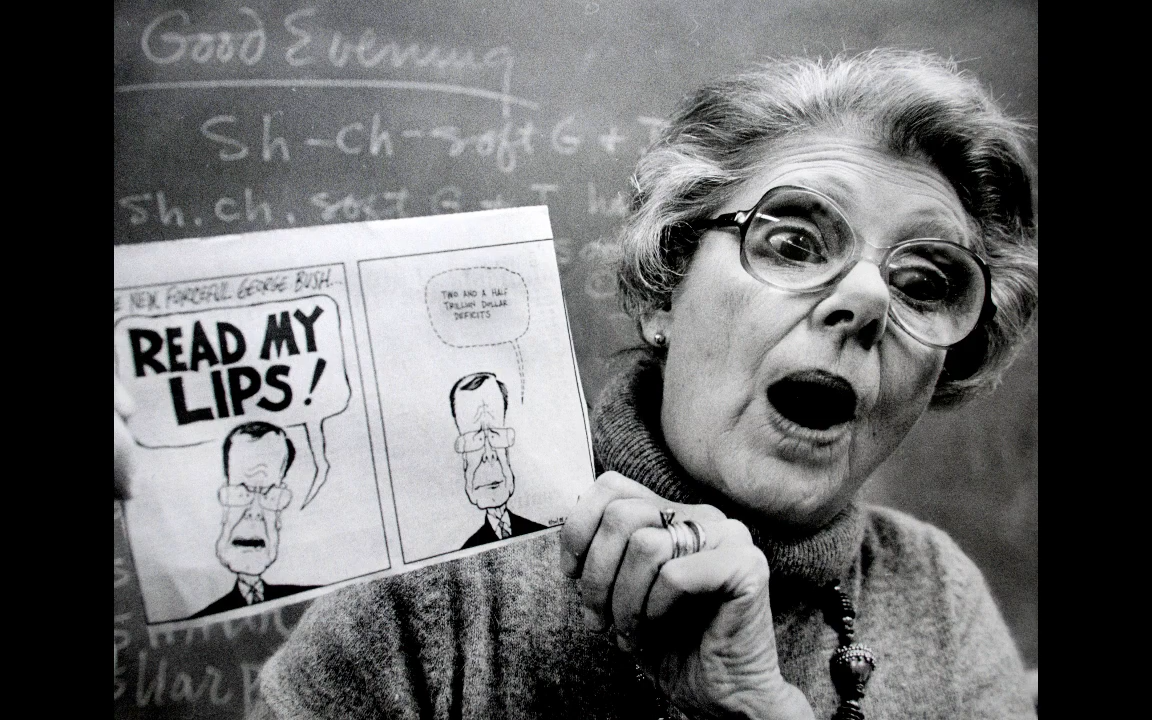 Good Evening
Sh-ch-soft G +
sh. ch. soft G +
NEW, FORCEFUL GEORGE BUSH...
READ MY
LIPS!
TWO AND A HALF
TRILLION DOLLAR
DEFICITS